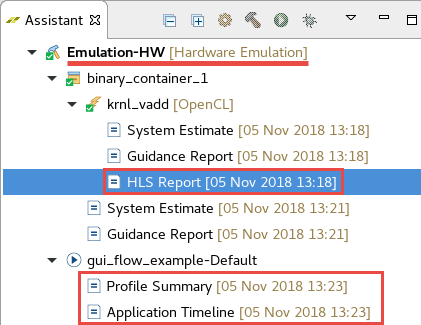 Assistant
Emulation-HW [Hardware Emulation]
binary_container_1
krnl_vadd [OpenCL]
System Estimate [05 Nov 2018 13:18]
Guidance Report [05 Nov 2018 13:18]
HLS Report [05 Nov 2018 13:18]
System Estimate [05 Nov 2018 13:21]
Guidance Report [05 Nov 2018 13:21]
gui_flow_example-Default
Profile Summary [05 Nov 2018 13:23]
Application Timeline [05 Nov 2018 13:23]